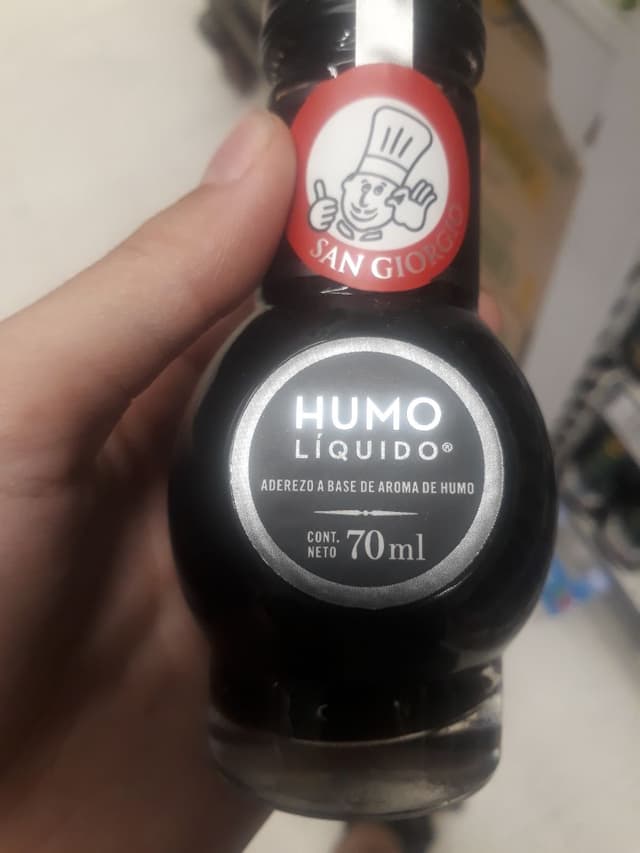 SAN GIORGIO
HUMO
LÍQUIDO®
ADEREZO A BASE DE AROMA DE HUMO
CONT.
NETO 70ml